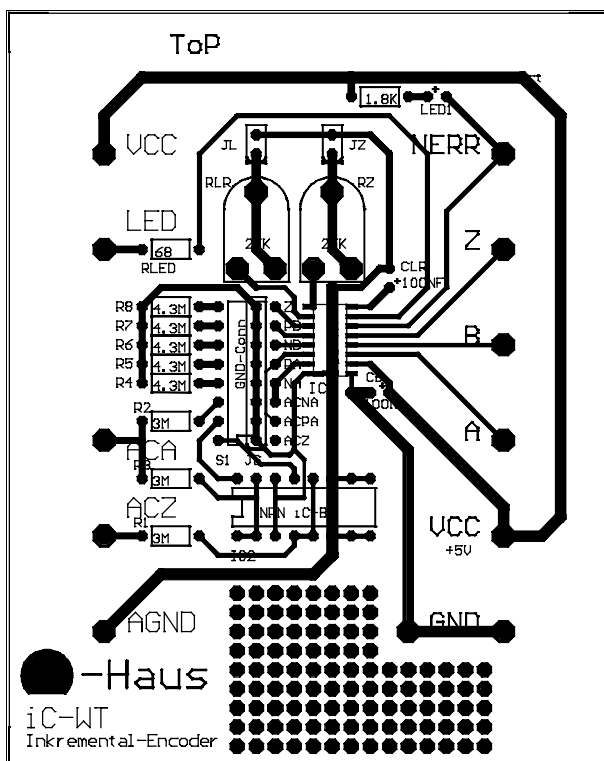 ToP
1.8K
LED1
VCC
JL
JZ
NERR
RLR
RZ
LED
Z
68
RLED
CLR
+100NF
R8
4.3M
R7
4.3M
R6
4.3M
R5
4.3M
R4
4.3M
GND-Conn
B
ACNA
ACPA
ACZ
R2
3M
A
ACA
3M
S1
ACZ
NPN iC-B
R1
3M
VCC
+5V
AGND
GND
-Haus
iC-WT
Inkremental-Encoder